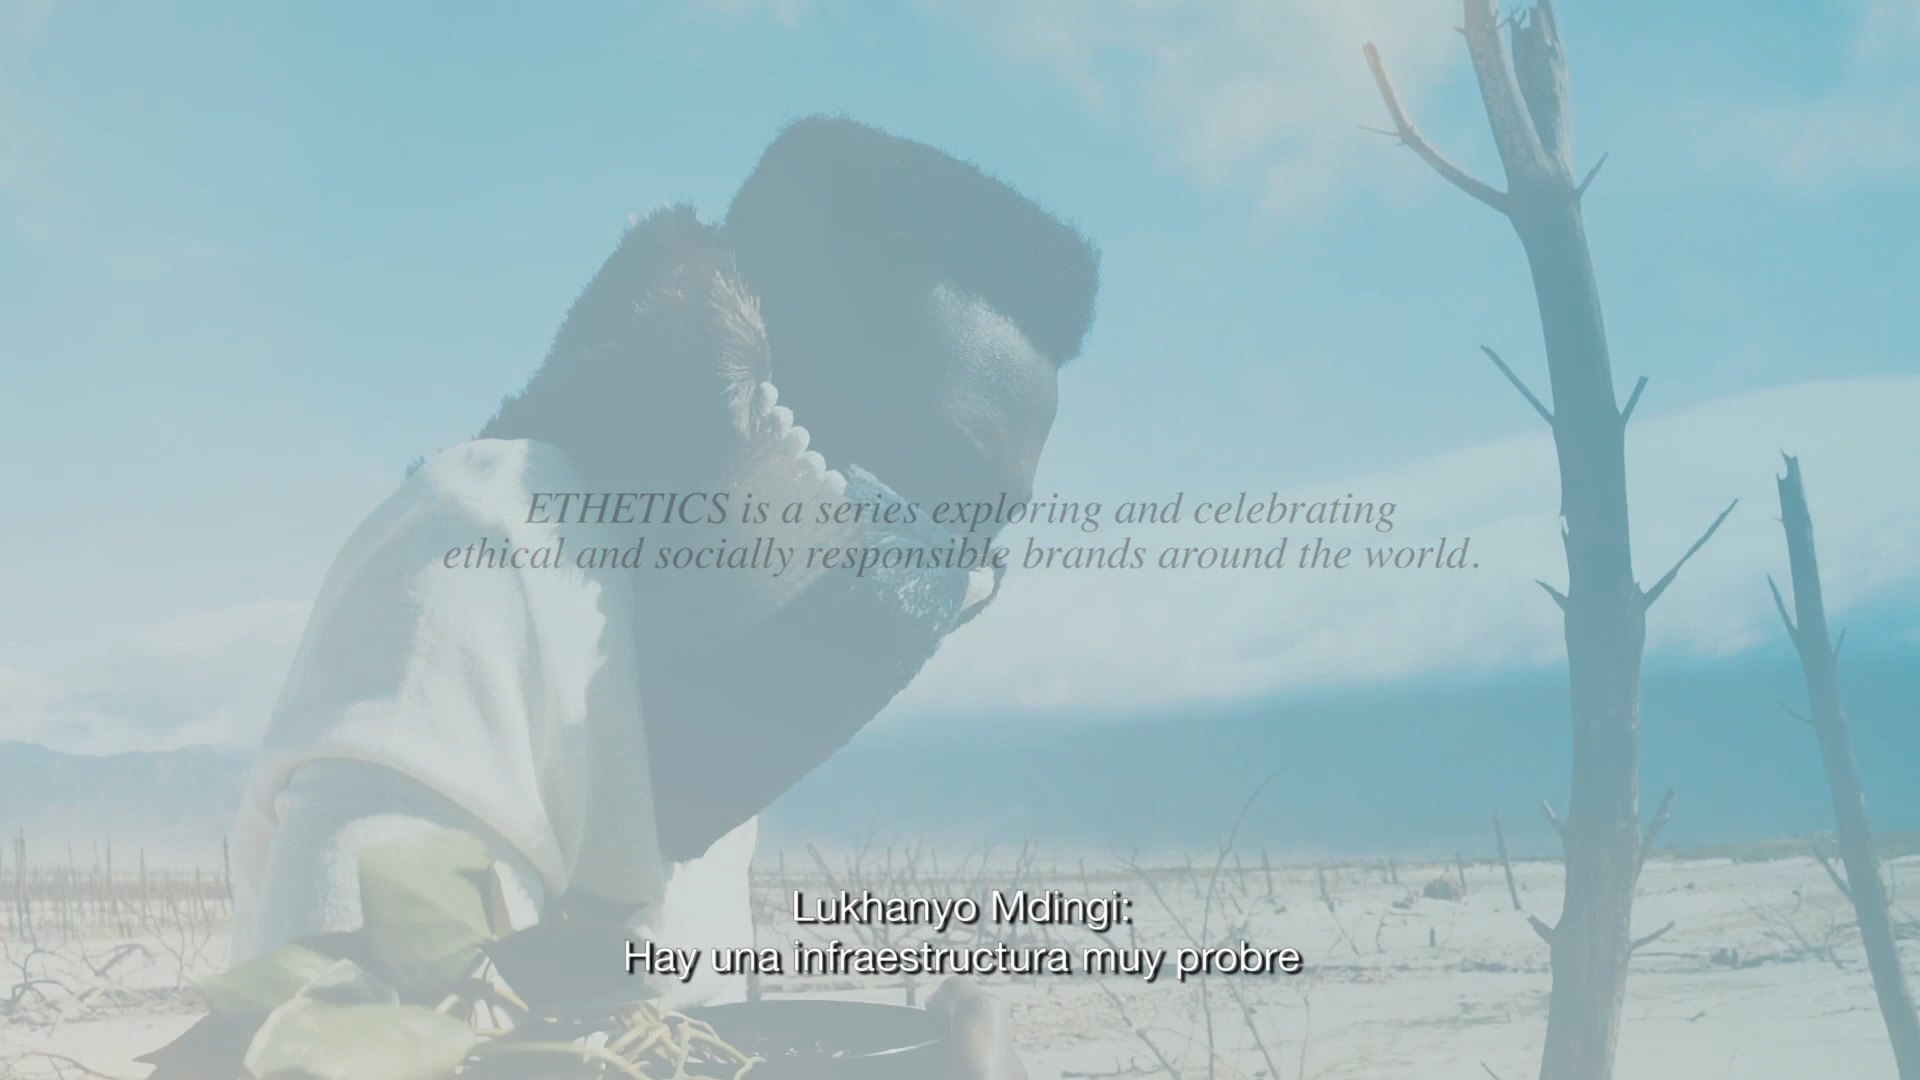 ETHETICS is a series exploring and celebrating
ethical and socially responsible brands around the world.
Lukhanyo Mdingi:
Hay una infraestructura muy probre